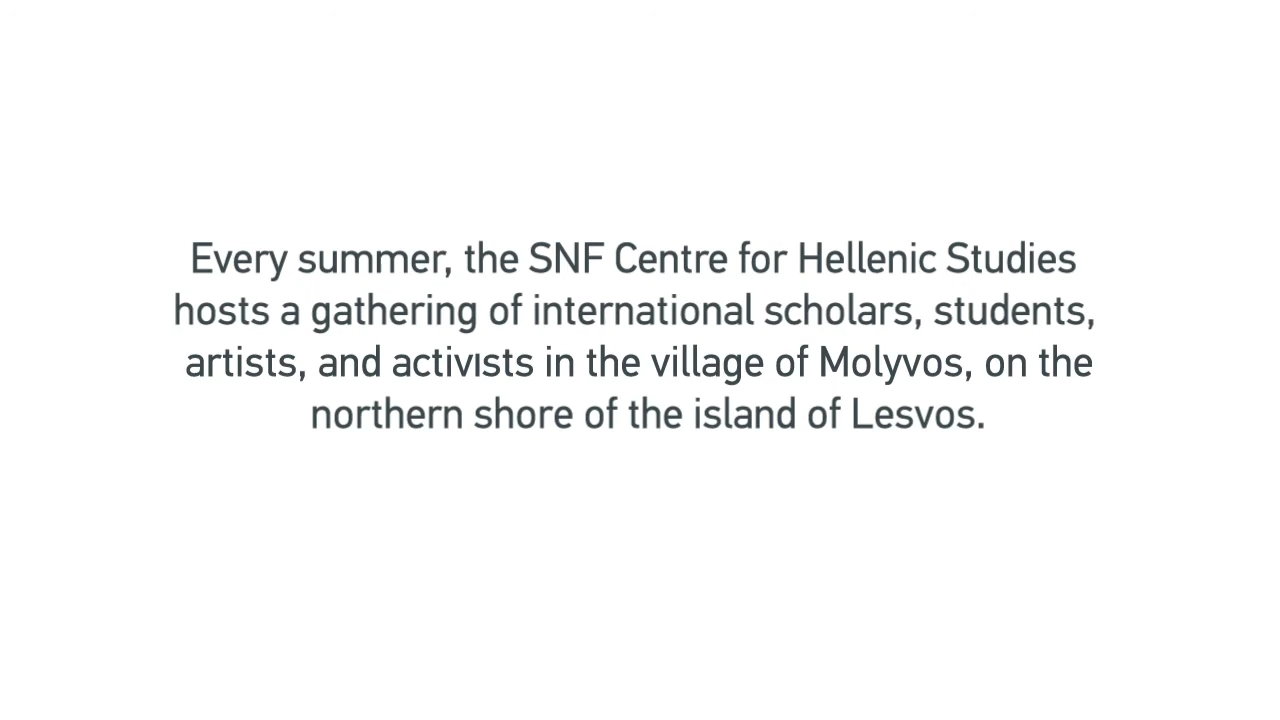 Every summer, the SNF Centre for Hellenic Studies
hosts a gathering of international scholars, students,
artists, and activısts in the village of Molyvos, on the
northern shore of the island of Lesvos.